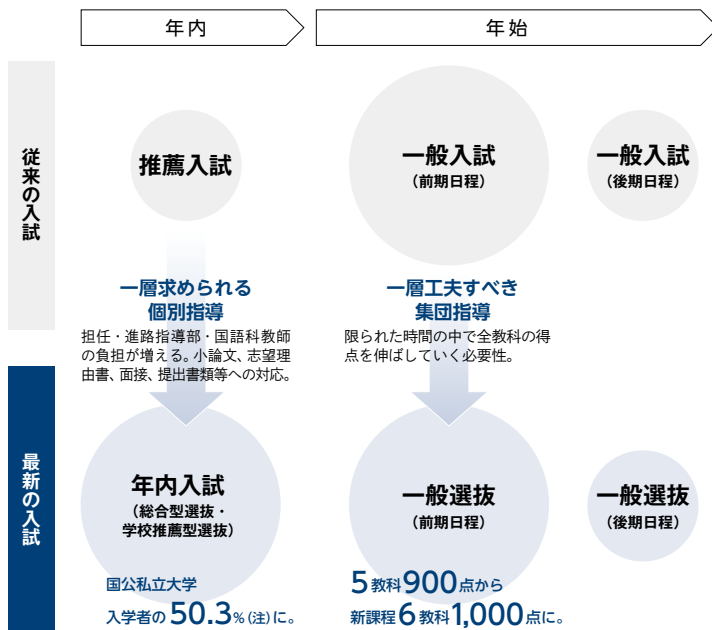 年内
年始
従来の入試
推薦入試
一般入試
（前期日程）
一般入試
（後期日程）
一層求められる
個別指導
担任・進路指導部・国語科教師
の負担が増える。小論文、志望理
由書、面接、提出書類等への対応。
一層工夫すべき
集団指導
限られた時間の中で全教科の得
点を伸ばしていく必要性。
最新の入試
年内入試
（総合型選抜・
学校推薦型選抜）
国公私立大学
入学者の50.3%（注）に。
一般選抜
（前期日程）
5教科900点から
新課程6教科1,000点に。
一般選抜
（後期日程）